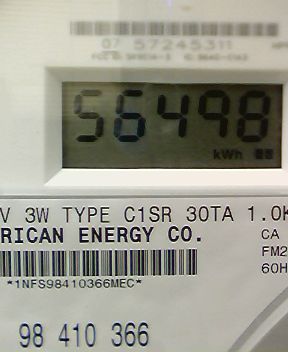 07 57245311
56498
kWh
V 3W TYPE C1SR 30TA 1.0K
RICAN ENERGY CO.
CA
FM2
60H
*1NFS98410366MEC*
98 410 366